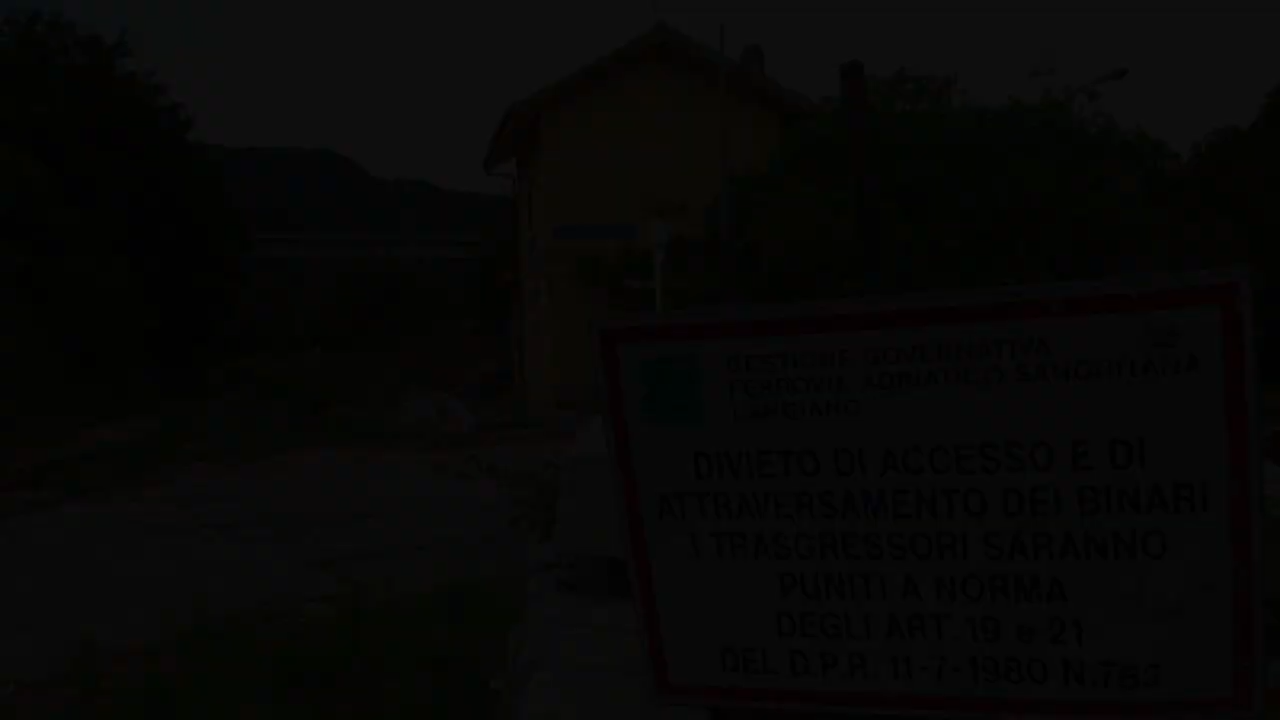 GESTIONE GOVERNATIVA
FERROVIE ADRIATICO SANGRITANA
LANCIANO
DIVIETO DI ACCESSO E DI
ATTRAVERSAMENTO DEI BINARI
I TRASGRESSORI SARANNO
PUNITI A NORMA
DEGLI ART 19 e 21
DEL D.P.R. 11-7-1980 N.753